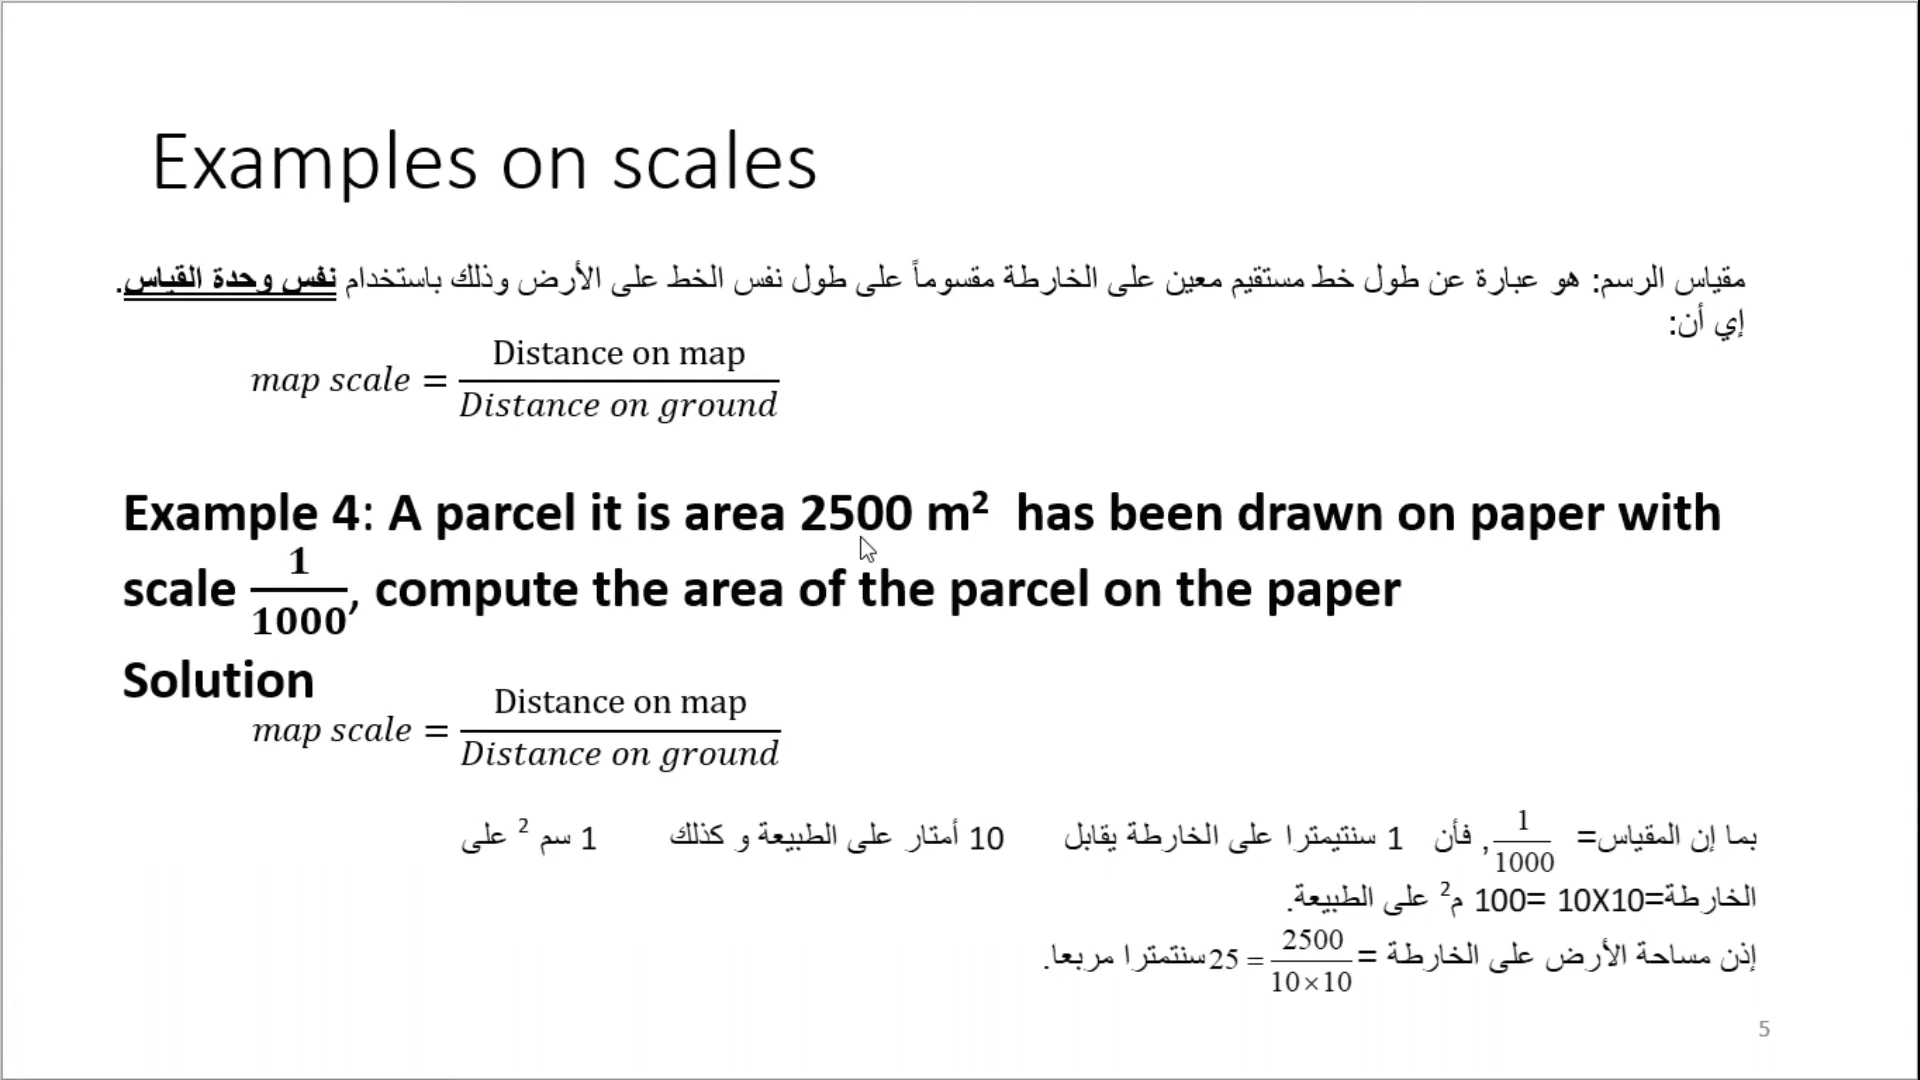 Examples on scales
مقياس الرسم: هو عبارة عن طول خط مستقيم معين على الخارطة مقسوماً على طول نفس الخط على الأرض وذلك باستخدام نفس وحدة القياس.
إي أن:
map scale = Distance on map / Distance on ground
Example 4: A parcel it is area 2500 m² has been drawn on paper with
scale 1/1000, compute the area of the parcel on the paper
Solution
map scale = Distance on map / Distance on ground
بما إن المقياس= 1/1000, فأن 1 سنتيمترا على الخارطة يقابل 10 أمتار على الطبيعة و كذلك 1 سم ² على
الخارطة=10X10 =100 م² على الطبيعة.
إذن مساحة الأرض على الخارطة = 2500/10×10 = 25 سنتمترا مربعا.
5